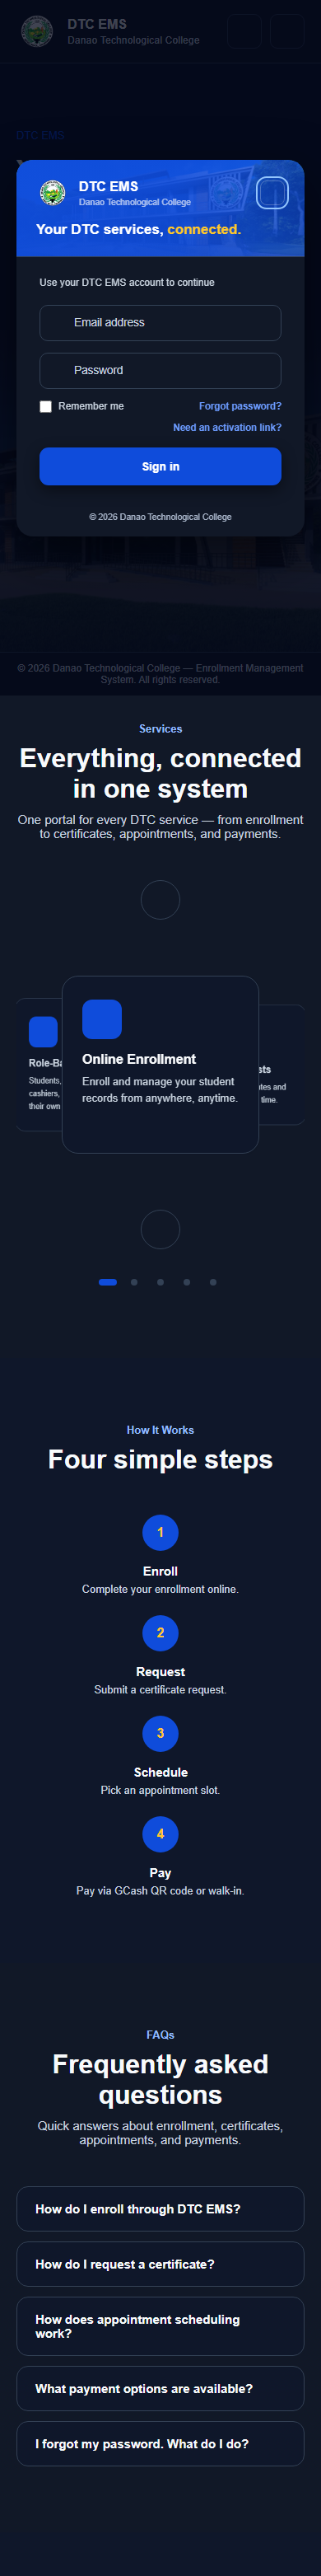 DTC EMS
Danao Technological College
DTC EMS
DTC EMS
Danao Technological College
Your DTC services, connected.
Use your DTC EMS account to continue
Email address
Password
Remember me
Forgot password?
Need an activation link?
Sign in
© 2026 Danao Technological College
© 2026 Danao Technological College — Enrollment Management
System. All rights reserved.
Services
Everything, connected
in one system
One portal for every DTC service — from enrollment
to certificates, appointments, and payments.
Students,
cashiers,
their own
Online Enrollment
Enroll and manage your student
records from anywhere, anytime.
and
time.
How It Works
Four simple steps
1
Enroll
Complete your enrollment online.
2
Request
Submit a certificate request.
3
Schedule
Pick an appointment slot.
4
Pay
Pay via GCash QR code or walk-in.
FAQs
Frequently asked
questions
Quick answers about enrollment, certificates,
appointments, and payments.
How do I enroll through DTC EMS?
How do I request a certificate?
How does appointment scheduling
work?
What payment options are available?
I forgot my password. What do I do?